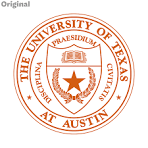 Original
THE UNIVERSITY OF TEXAS
AT AUSTIN
PRAESIDIUM
DISCIPLINA
CIVITATIS